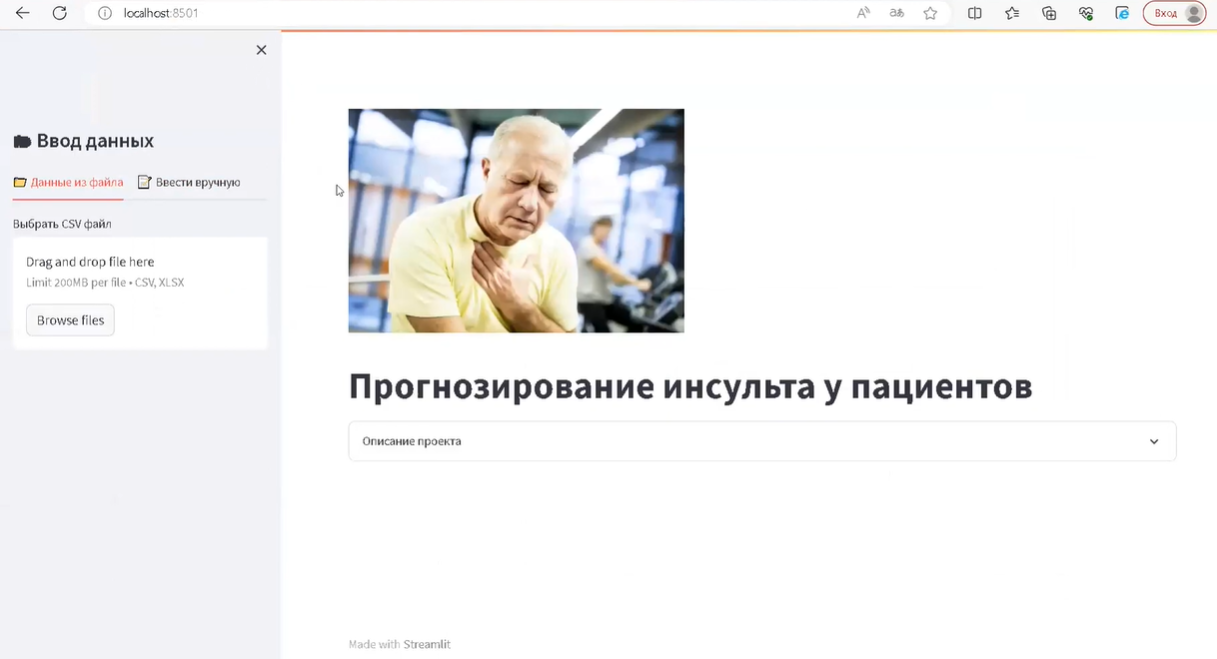 localhost:8501
Вход
Ввод данных
Данные из файла
Ввести вручную
Выбрать CSV файл
Drag and drop file here
Limit 200MB per file • CSV, XLSX
Browse files
Прогнозирование инсульта у пациентов
Описание проекта
Made with Streamlit